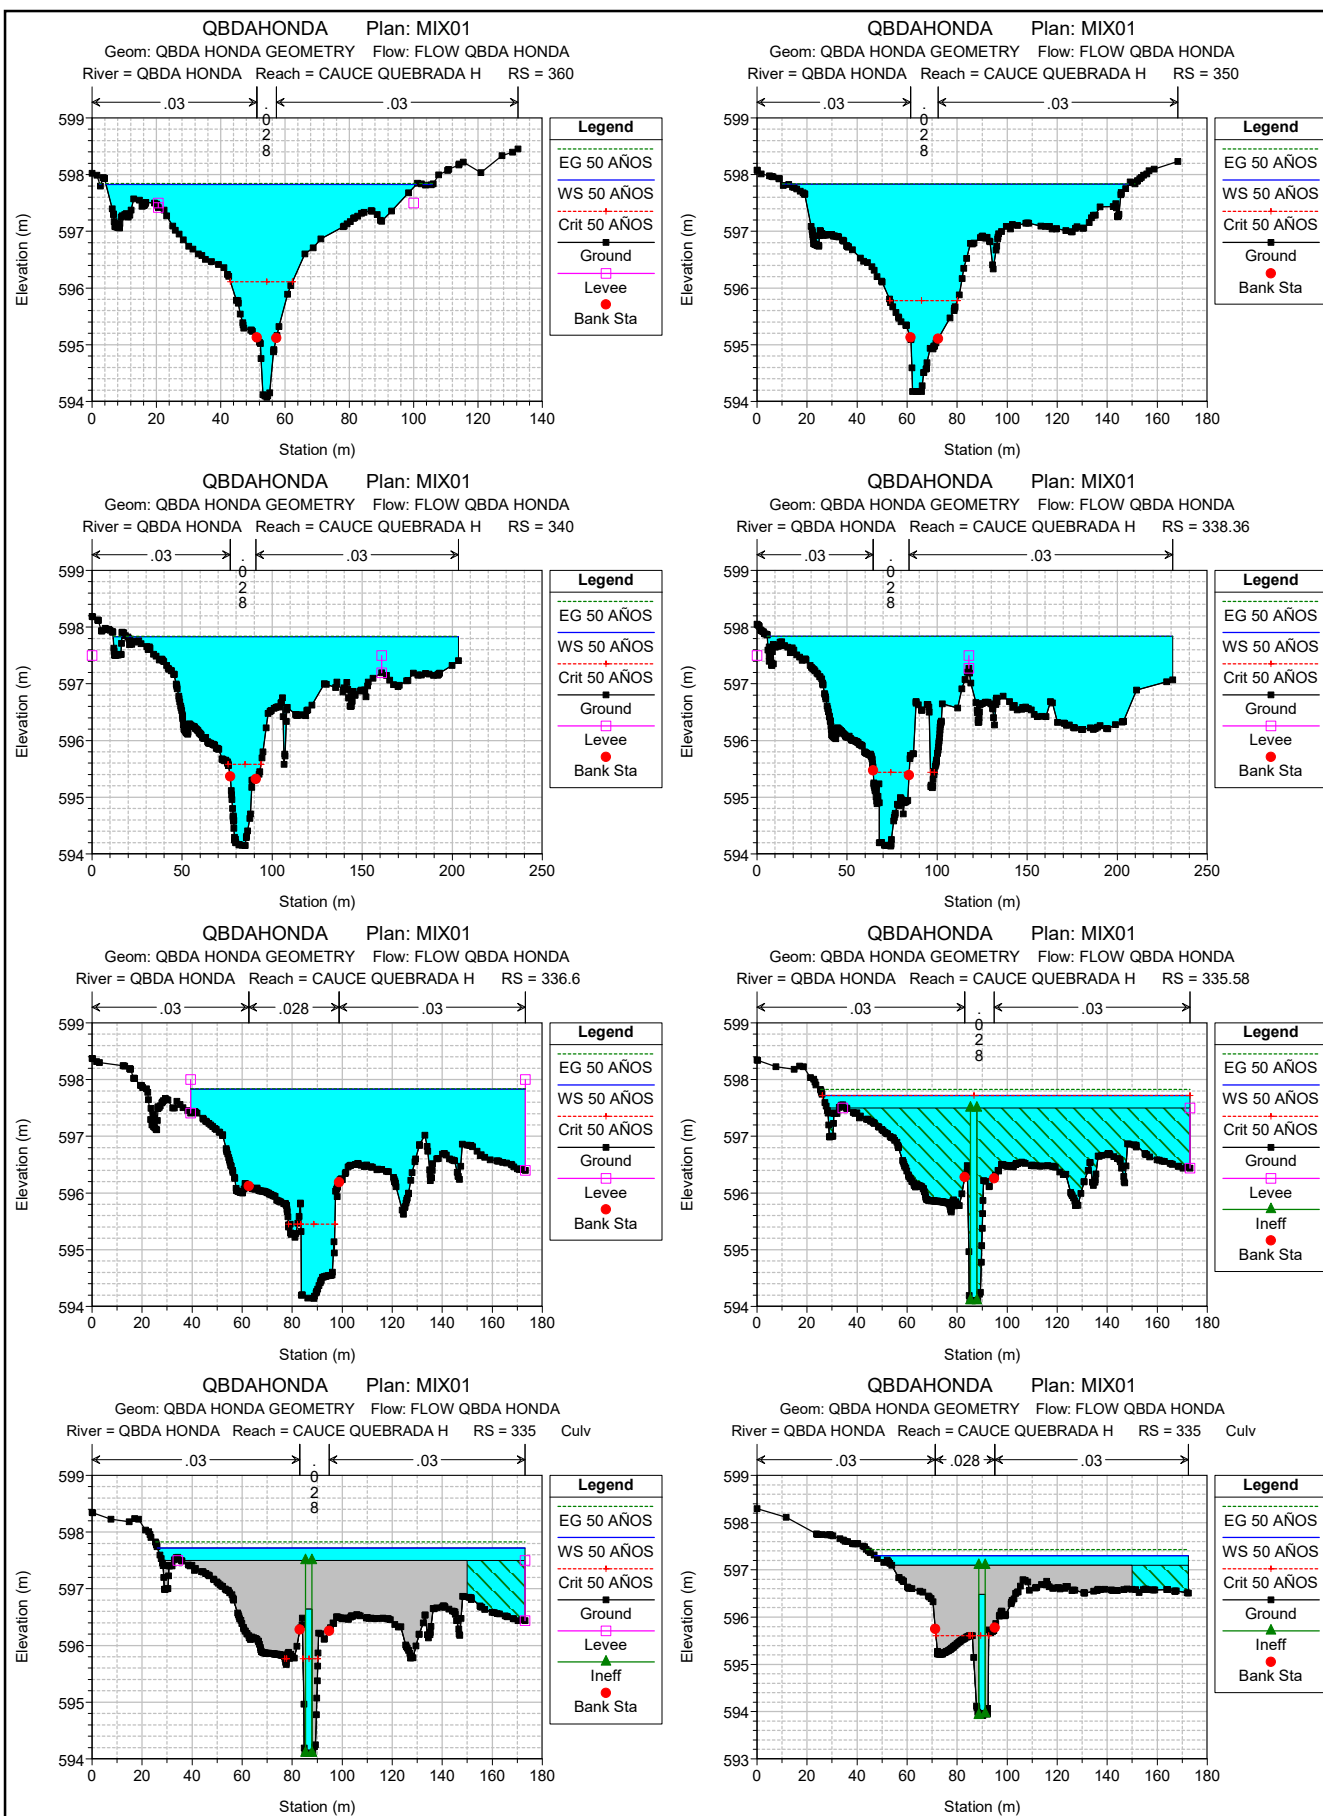 QBDAHONDA Plan: MIX01
Geom: QBDA HONDA GEOMETRY Flow: FLOW QBDA HONDA
River = QBDA HONDA Reach = CAUCE QUEBRADA H RS = 360
.03 .028 .03
599
598
597
596
595
594
0 20 40 60 80 100 120 140
Station (m)
Elevation (m)
Legend
EG 50 AÑOS
WS 50 AÑOS
Crit 50 AÑOS
Ground
Levee
Bank Sta
QBDAHONDA Plan: MIX01
Geom: QBDA HONDA GEOMETRY Flow: FLOW QBDA HONDA
River = QBDA HONDA Reach = CAUCE QUEBRADA H RS = 350
.03 .028 .03
599
598
597
596
595
594
0 20 40 60 80 100 120 140 160 180
Station (m)
Elevation (m)
Legend
EG 50 AÑOS
WS 50 AÑOS
Crit 50 AÑOS
Ground
Bank Sta
QBDAHONDA Plan: MIX01
Geom: QBDA HONDA GEOMETRY Flow: FLOW QBDA HONDA
River = QBDA HONDA Reach = CAUCE QUEBRADA H RS = 340
.03 .028 .03
599
598
597
596
595
594
0 50 100 150 200 250
Station (m)
Elevation (m)
Legend
EG 50 AÑOS
WS 50 AÑOS
Crit 50 AÑOS
Ground
Levee
Bank Sta
QBDAHONDA Plan: MIX01
Geom: QBDA HONDA GEOMETRY Flow: FLOW QBDA HONDA
River = QBDA HONDA Reach = CAUCE QUEBRADA H RS = 338.36
.03 .028 .03
599
598
597
596
595
594
0 50 100 150 200 250
Station (m)
Elevation (m)
Legend
EG 50 AÑOS
WS 50 AÑOS
Crit 50 AÑOS
Ground
Levee
Bank Sta
QBDAHONDA Plan: MIX01
Geom: QBDA HONDA GEOMETRY Flow: FLOW QBDA HONDA
River = QBDA HONDA Reach = CAUCE QUEBRADA H RS = 336.6
.03 .028 .03
599
598
597
596
595
594
0 20 40 60 80 100 120 140 160 180
Station (m)
Elevation (m)
Legend
EG 50 AÑOS
WS 50 AÑOS
Crit 50 AÑOS
Ground
Levee
Bank Sta
QBDAHONDA Plan: MIX01
Geom: QBDA HONDA GEOMETRY Flow: FLOW QBDA HONDA
River = QBDA HONDA Reach = CAUCE QUEBRADA H RS = 335.58
.03 .028 .03
599
598
597
596
595
594
0 20 40 60 80 100 120 140 160 180
Station (m)
Elevation (m)
Legend
EG 50 AÑOS
WS 50 AÑOS
Crit 50 AÑOS
Ground
Levee
Ineff
Bank Sta
QBDAHONDA Plan: MIX01
Geom: QBDA HONDA GEOMETRY Flow: FLOW QBDA HONDA
River = QBDA HONDA Reach = CAUCE QUEBRADA H RS = 335 Culv
.03 .028 .03
599
598
597
596
595
594
0 20 40 60 80 100 120 140 160 180
Station (m)
Elevation (m)
Legend
EG 50 AÑOS
WS 50 AÑOS
Crit 50 AÑOS
Ground
Levee
Ineff
Bank Sta
QBDAHONDA Plan: MIX01
Geom: QBDA HONDA GEOMETRY Flow: FLOW QBDA HONDA
River = QBDA HONDA Reach = CAUCE QUEBRADA H RS = 335 Culv
.03 .028 .03
599
598
597
596
595
594
593
0 20 40 60 80 100 120 140 160 180
Station (m)
Elevation (m)
Legend
EG 50 AÑOS
WS 50 AÑOS
Crit 50 AÑOS
Ground
Ineff
Bank Sta